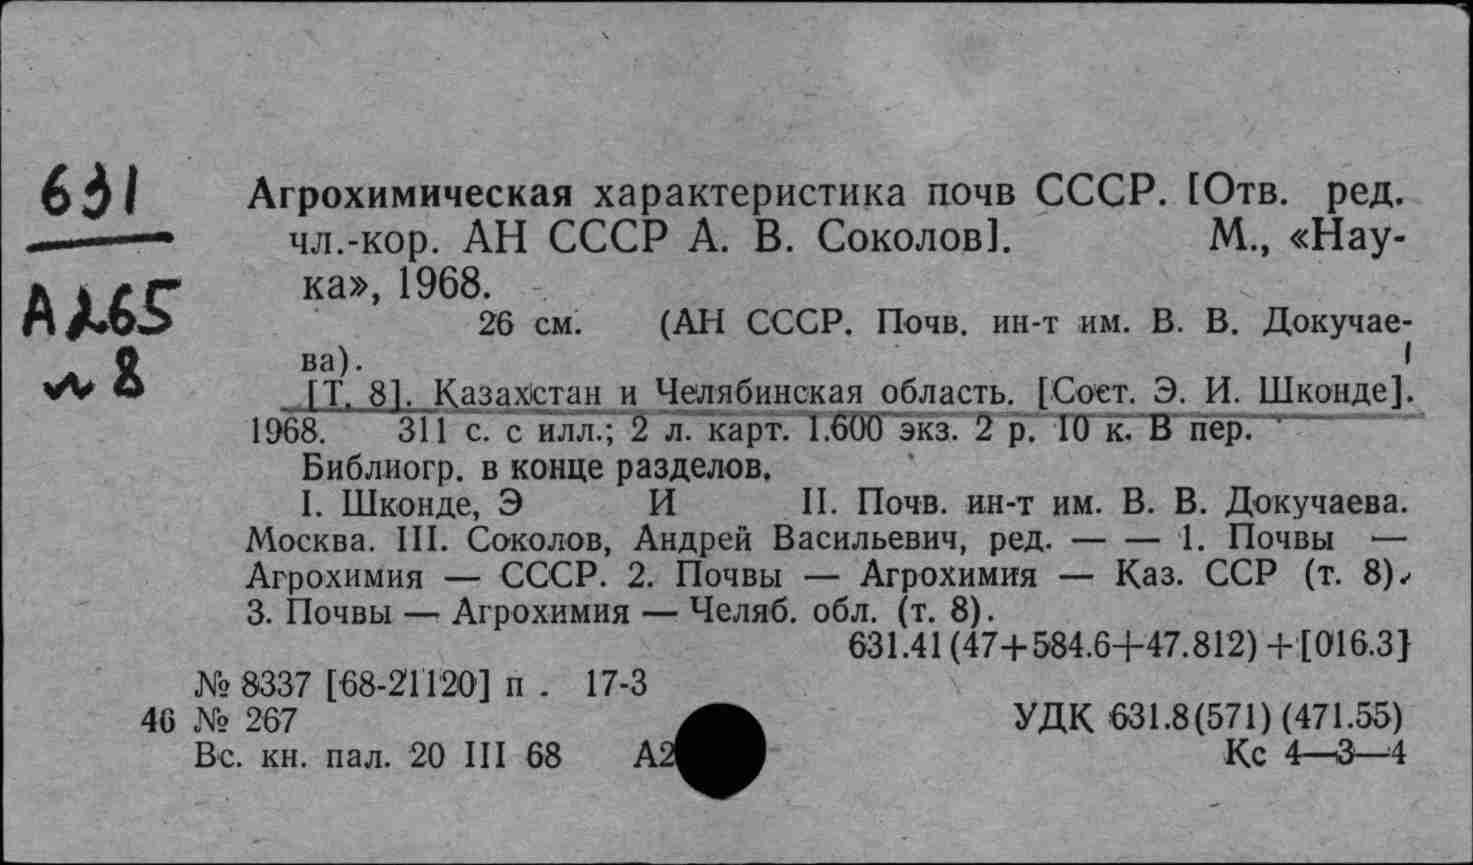 631
А265
Агрохимическая характеристика почв СССР. [Отв. ред.
чл.-кор. АН СССР А. В. Соколов]. М., «Нау-
ка», 1968.
26 см. (АН СССР. Почв. ин-т им. В. В. Докучае-
ва).
[Т. 8]. Казахстан и Челябинская область. [Сост. Э. И. Шконде].
1968. 311 с. с илл.; 2 л. карт. 1.600 экз. 2 р. 10 к. В пер.
Библиогр. в конце разделов.
I. Шконде, Э И II. Почв. ин-т им. В. В. Докучаева.
Москва. III. Соколов, Андрей Васильевич, ред. — — 1. Почвы —
Агрохимия — СССР. 2. Почвы — Агрохимия — Каз. ССР (т. 8).
3. Почвы — Агрохимия — Челяб. обл. (т. 8).
631.41(47+584.6+47.812)+[016.3]
№ 8337 [68-21120] п . 17-3
46 № 267
УДК 631.8(571)(471.55)
Вс. кн. пал. 20 III 68 А2
Кс 4—3—4